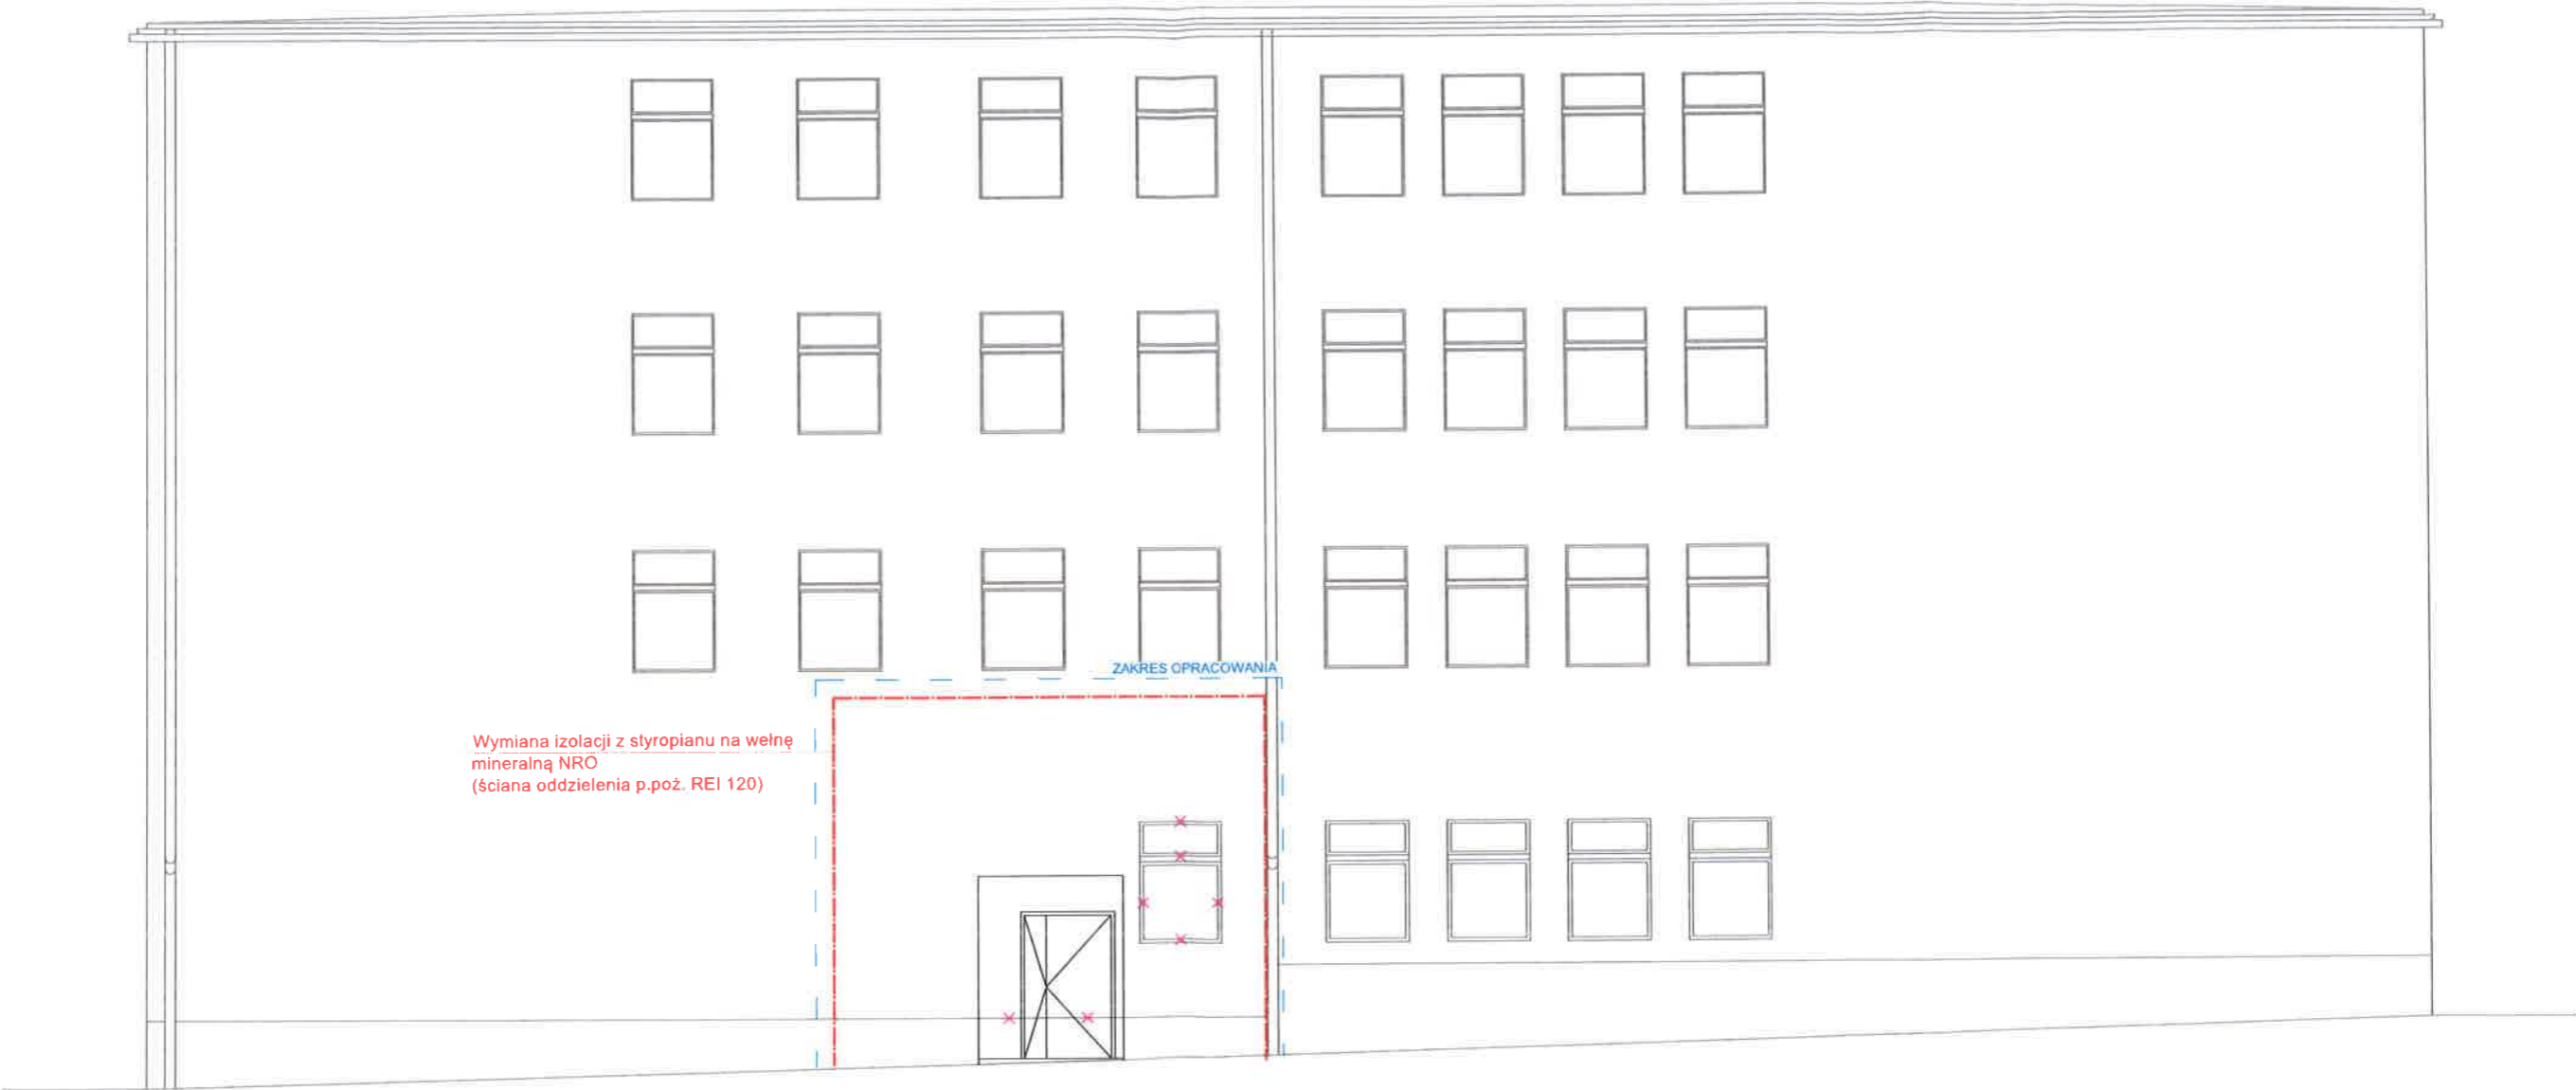 ZAKRES OPRACOWANIA
Wymiana izolacji z styropianu na wełnę
mineralną NRO
(ściana oddzielenia p.poż. REI 120)